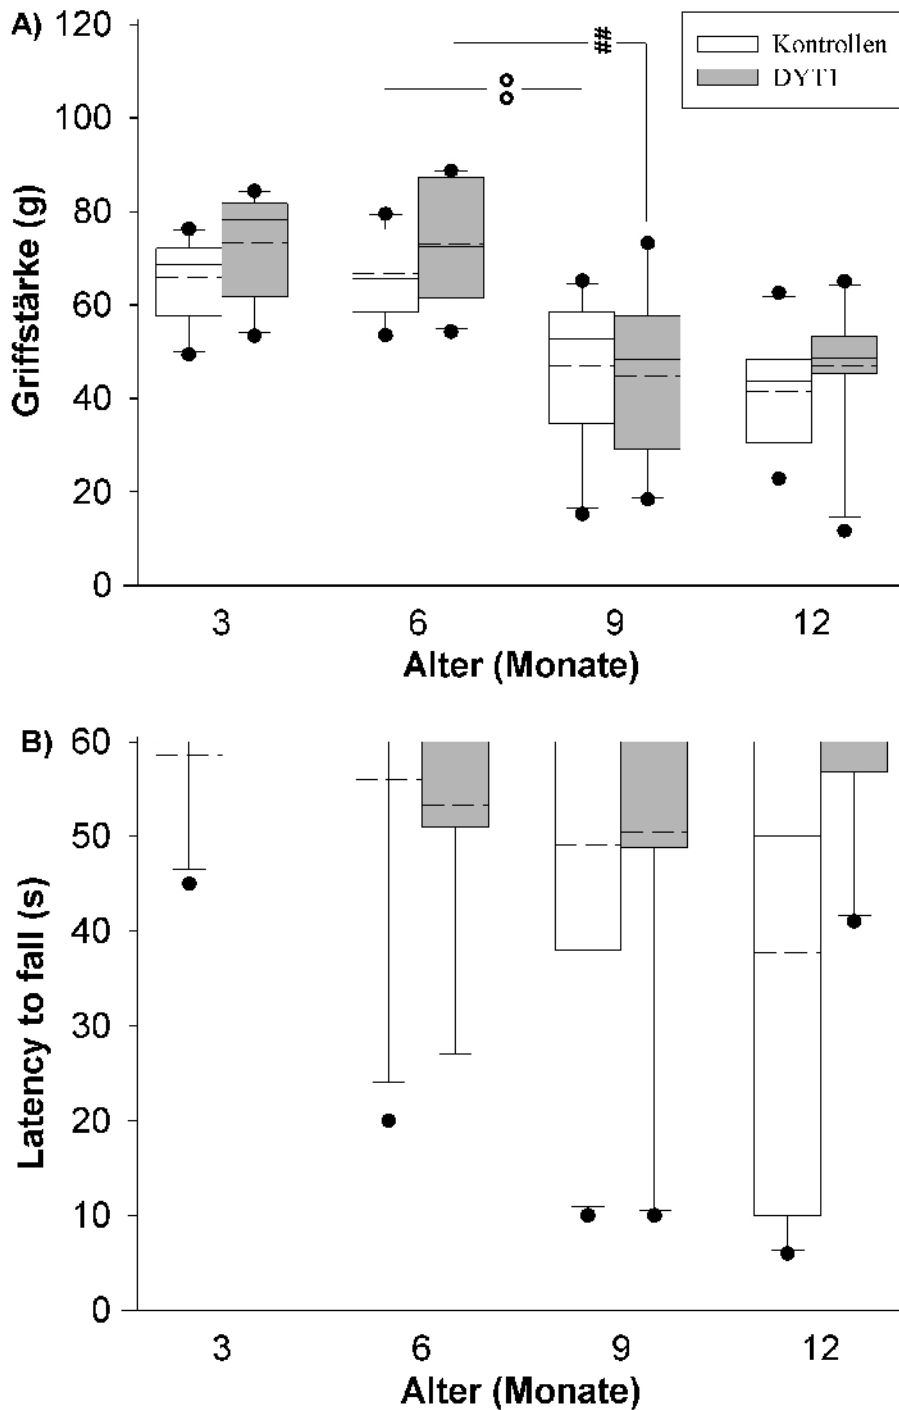 A)
120
100
80
60
40
20
0
Griffstärke (g)
##
Kontrollen
DYT1
3 6 9 12
Alter (Monate)
B)
60
50
40
30
20
10
0
Latency to fall (s)
3 6 9 12
Alter (Monate)